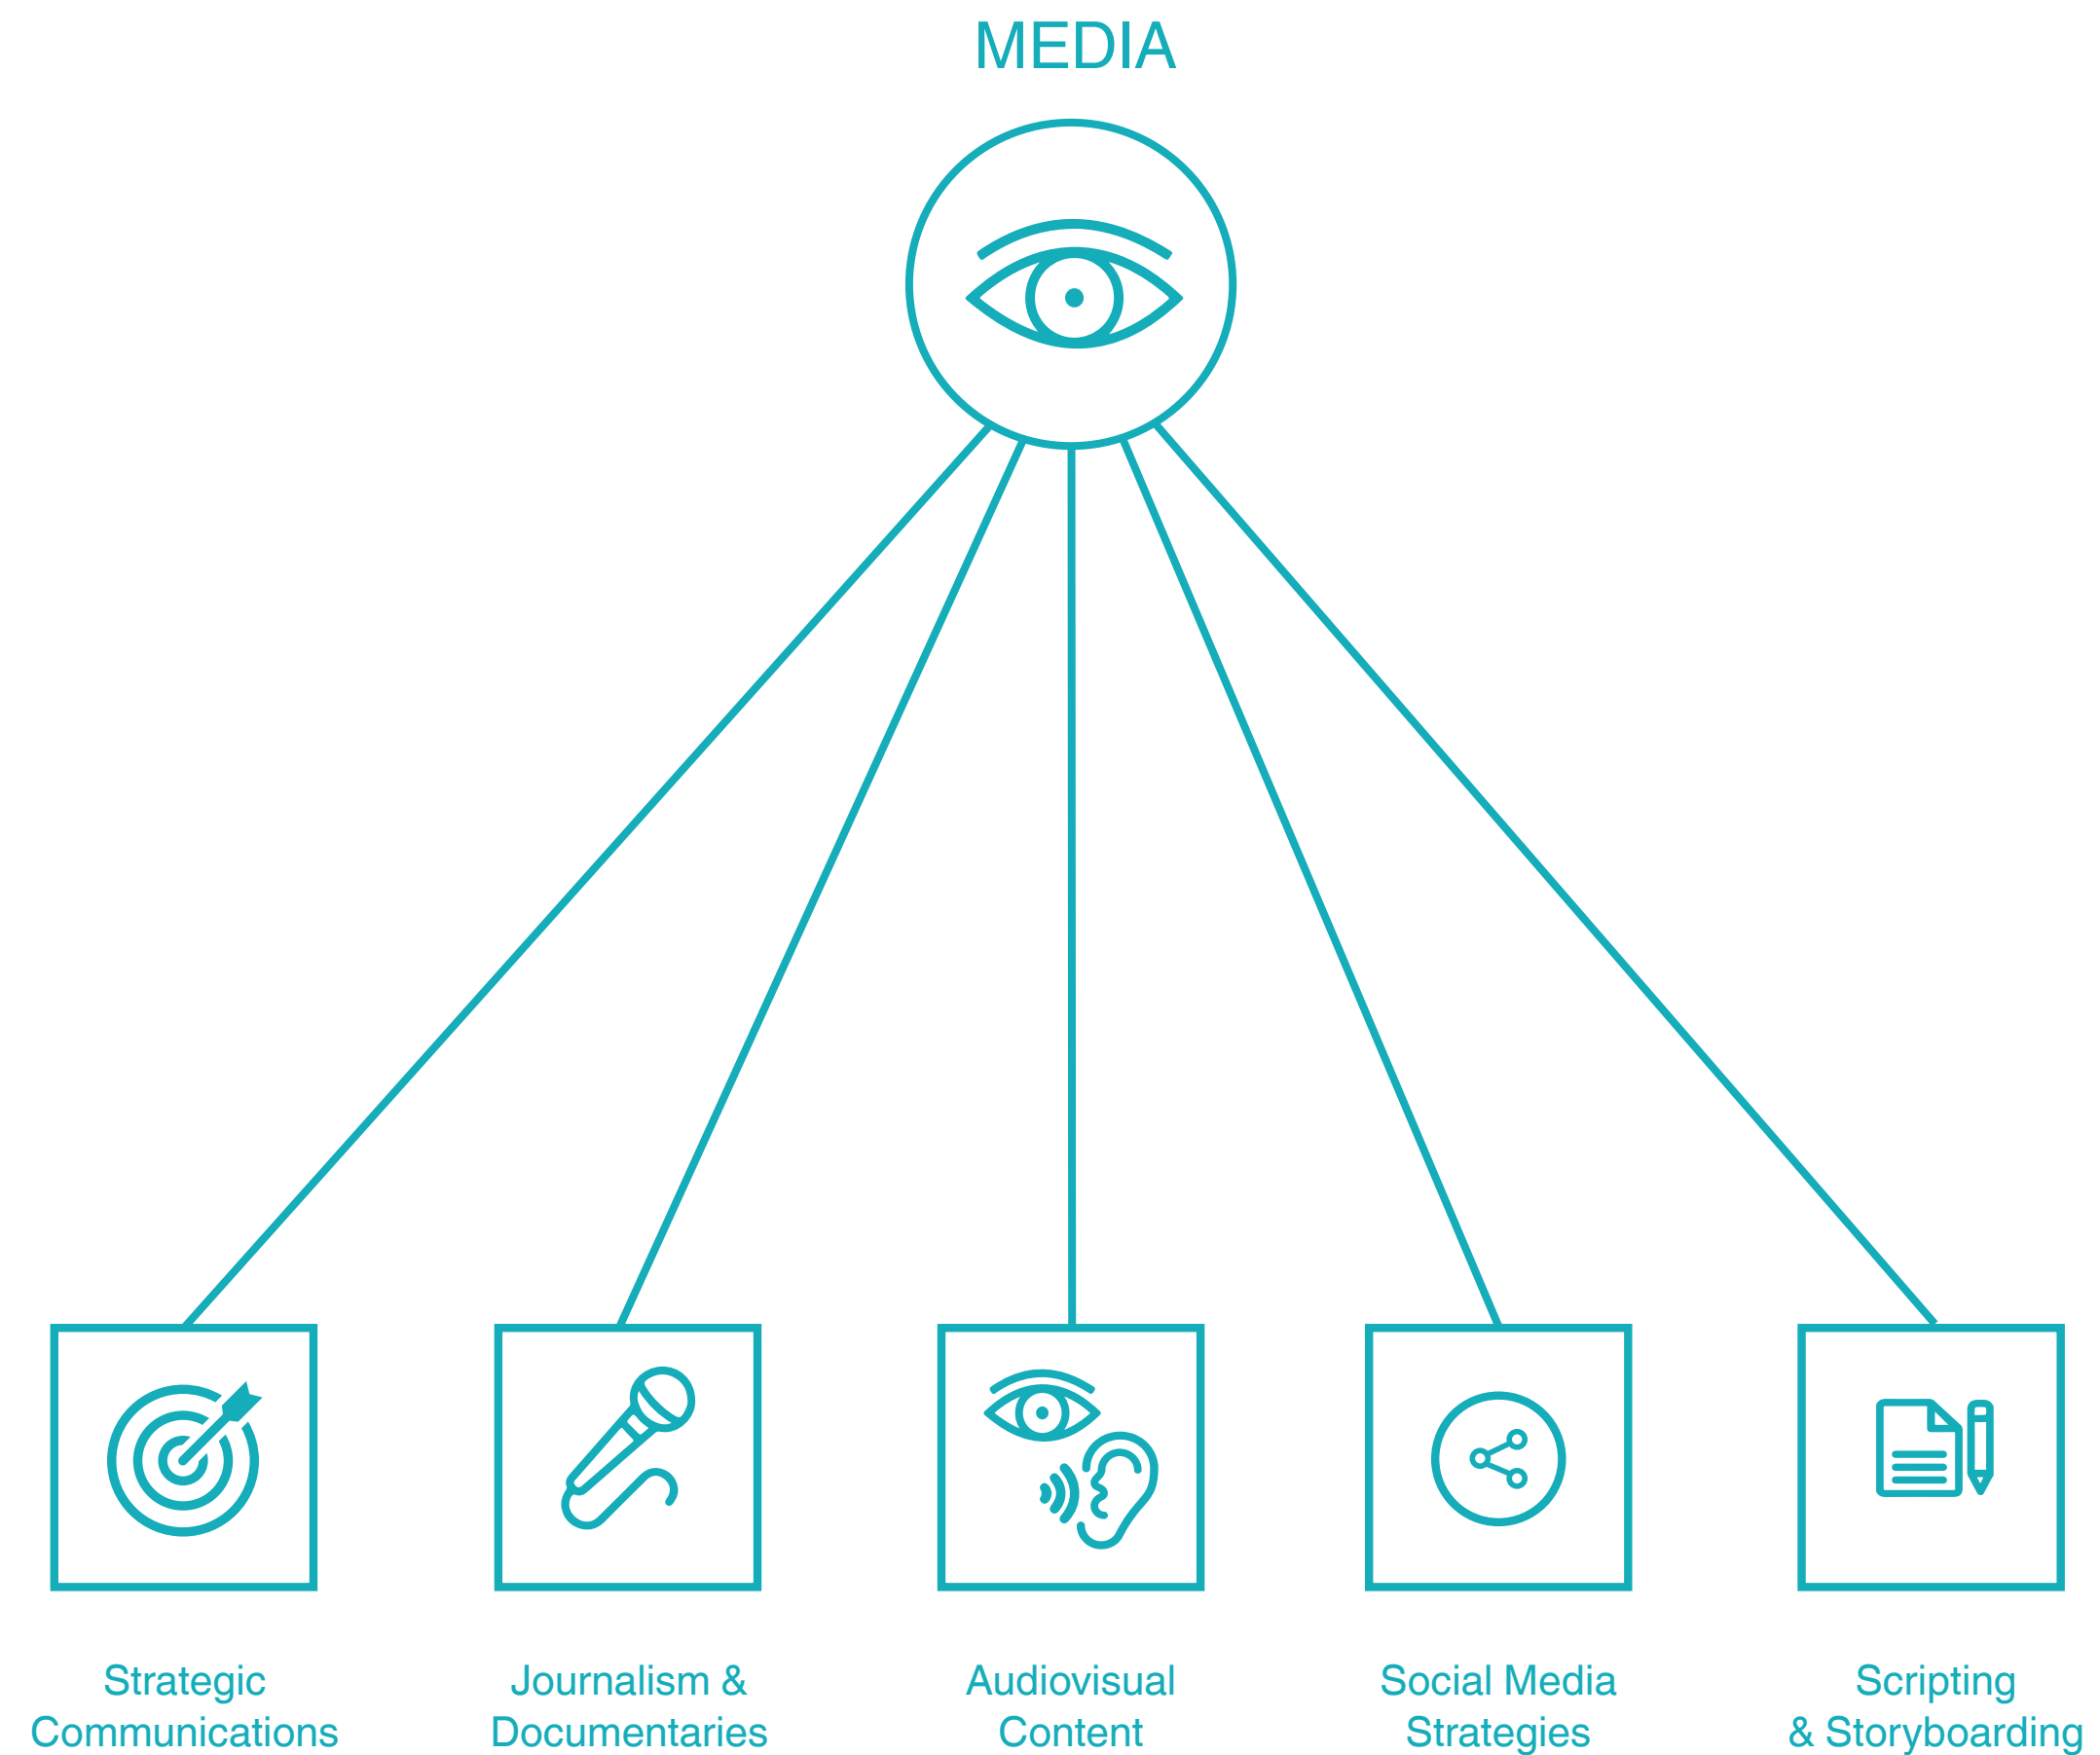 MEDIA
Strategic
Communications
Journalism &
Documentaries
Audiovisual
Content
Social Media
Strategies
Scripting
& Storyboarding